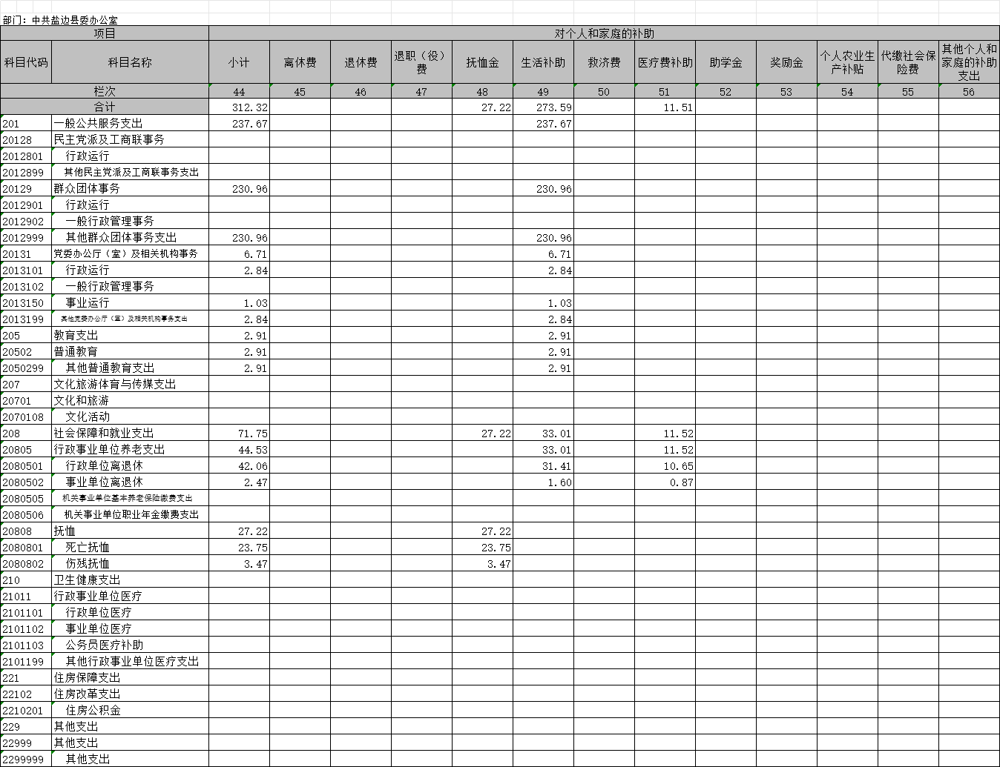 部门：中共盐边县委办公室
项目 对个人和家庭的补助
科目代码 科目名称 小计 离休费 退休费 退职（役）费 抚恤金 生活补助 救济费 医疗费补助 助学金 奖励金 个人农业生产补贴 代缴社会保险费 其他个人和家庭的补助支出
栏次 44 45 46 47 48 49 50 51 52 53 54 55 56
合计 312.32 27.22 273.59 11.51
201 一般公共服务支出 237.67 237.67
20128 民主党派及工商联事务
2012801 行政运行
2012899 其他民主党派及工商联事务支出
20129 群众团体事务 230.96 230.96
2012901 行政运行
2012902 一般行政管理事务
2012999 其他群众团体事务支出 230.96 230.96
20131 党委办公厅（室）及相关机构事务 6.71 6.71
2013101 行政运行 2.84 2.84
2013102 一般行政管理事务
2013150 事业运行 1.03 1.03
2013199 其他党委办公厅（室）及相关机构事务支出 2.84 2.84
205 教育支出 2.91 2.91
20502 普通教育 2.91 2.91
2050299 其他普通教育支出 2.91 2.91
207 文化旅游体育与传媒支出
20701 文化和旅游
2070108 文化活动
208 社会保障和就业支出 71.75 27.22 33.01 11.52
20805 行政事业单位养老支出 44.53 33.01 11.52
2080501 行政单位离退休 42.06 31.41 10.65
2080502 事业单位离退休 2.47 1.60 0.87
2080505 机关事业单位基本养老保险缴费支出
2080506 机关事业单位职业年金缴费支出
20808 抚恤 27.22 27.22
2080801 死亡抚恤 23.75 23.75
2080802 伤残抚恤 3.47 3.47
210 卫生健康支出
21011 行政事业单位医疗
2101101 行政单位医疗
2101102 事业单位医疗
2101103 公务员医疗补助
2101199 其他行政事业单位医疗支出
221 住房保障支出
22102 住房改革支出
2210201 住房公积金
229 其他支出
22999 其他支出
2299999 其他支出